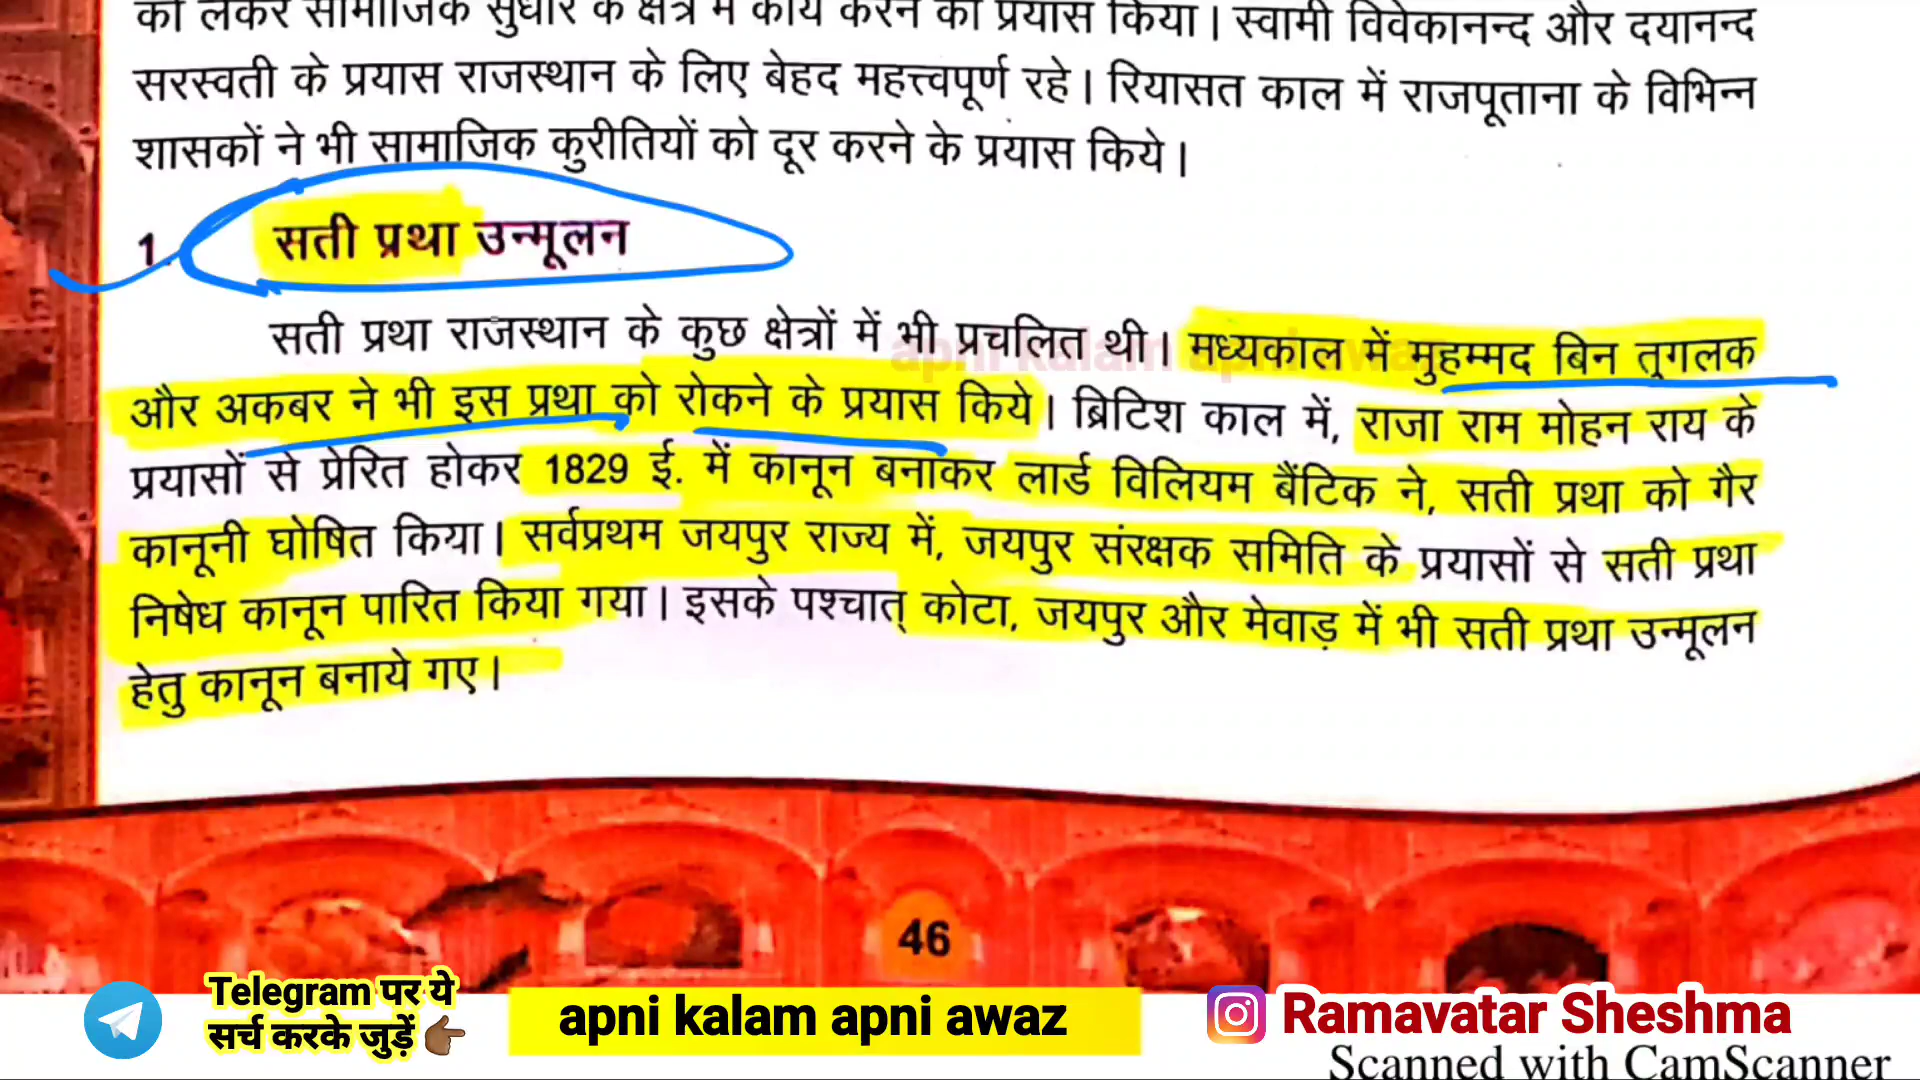 को लेकर सामाजिक सुधार के क्षेत्र में कार्य करने का प्रयास किया। स्वामी विवेकानन्द और दयानन्द
सरस्वती के प्रयास राजस्थान के लिए बेहद महत्त्वपूर्ण रहे। रियासत काल में राजपूताना के विभिन्न
शासकों ने भी सामाजिक कुरीतियों को दूर करने के प्रयास किये।
1. सती प्रथा उन्मूलन
सती प्रथा राजस्थान के कुछ क्षेत्रों में भी प्रचलित थी। मध्यकाल में मुहम्मद बिन तुगलक
apni kalam apni awaz
और अकबर ने भी इस प्रथा को रोकने के प्रयास किये। ब्रिटिश काल में, राजा राम मोहन राय के
प्रयासों से प्रेरित होकर 1829 ई. में कानून बनाकर लार्ड विलियम बैंटिक ने, सती प्रथा को गैर
कानूनी घोषित किया। सर्वप्रथम जयपुर राज्य में, जयपुर संरक्षक समिति के प्रयासों से सती प्रथा
निषेध कानून पारित किया गया। इसके पश्चात् कोटा, जयपुर और मेवाड़ में भी सती प्रथा उन्मूलन
हेतु कानून बनाये गए।
46
Telegram पर ये
सर्च करके जुड़ें
apni kalam apni awaz
Ramavatar Sheshma
Scanned with CamScanner